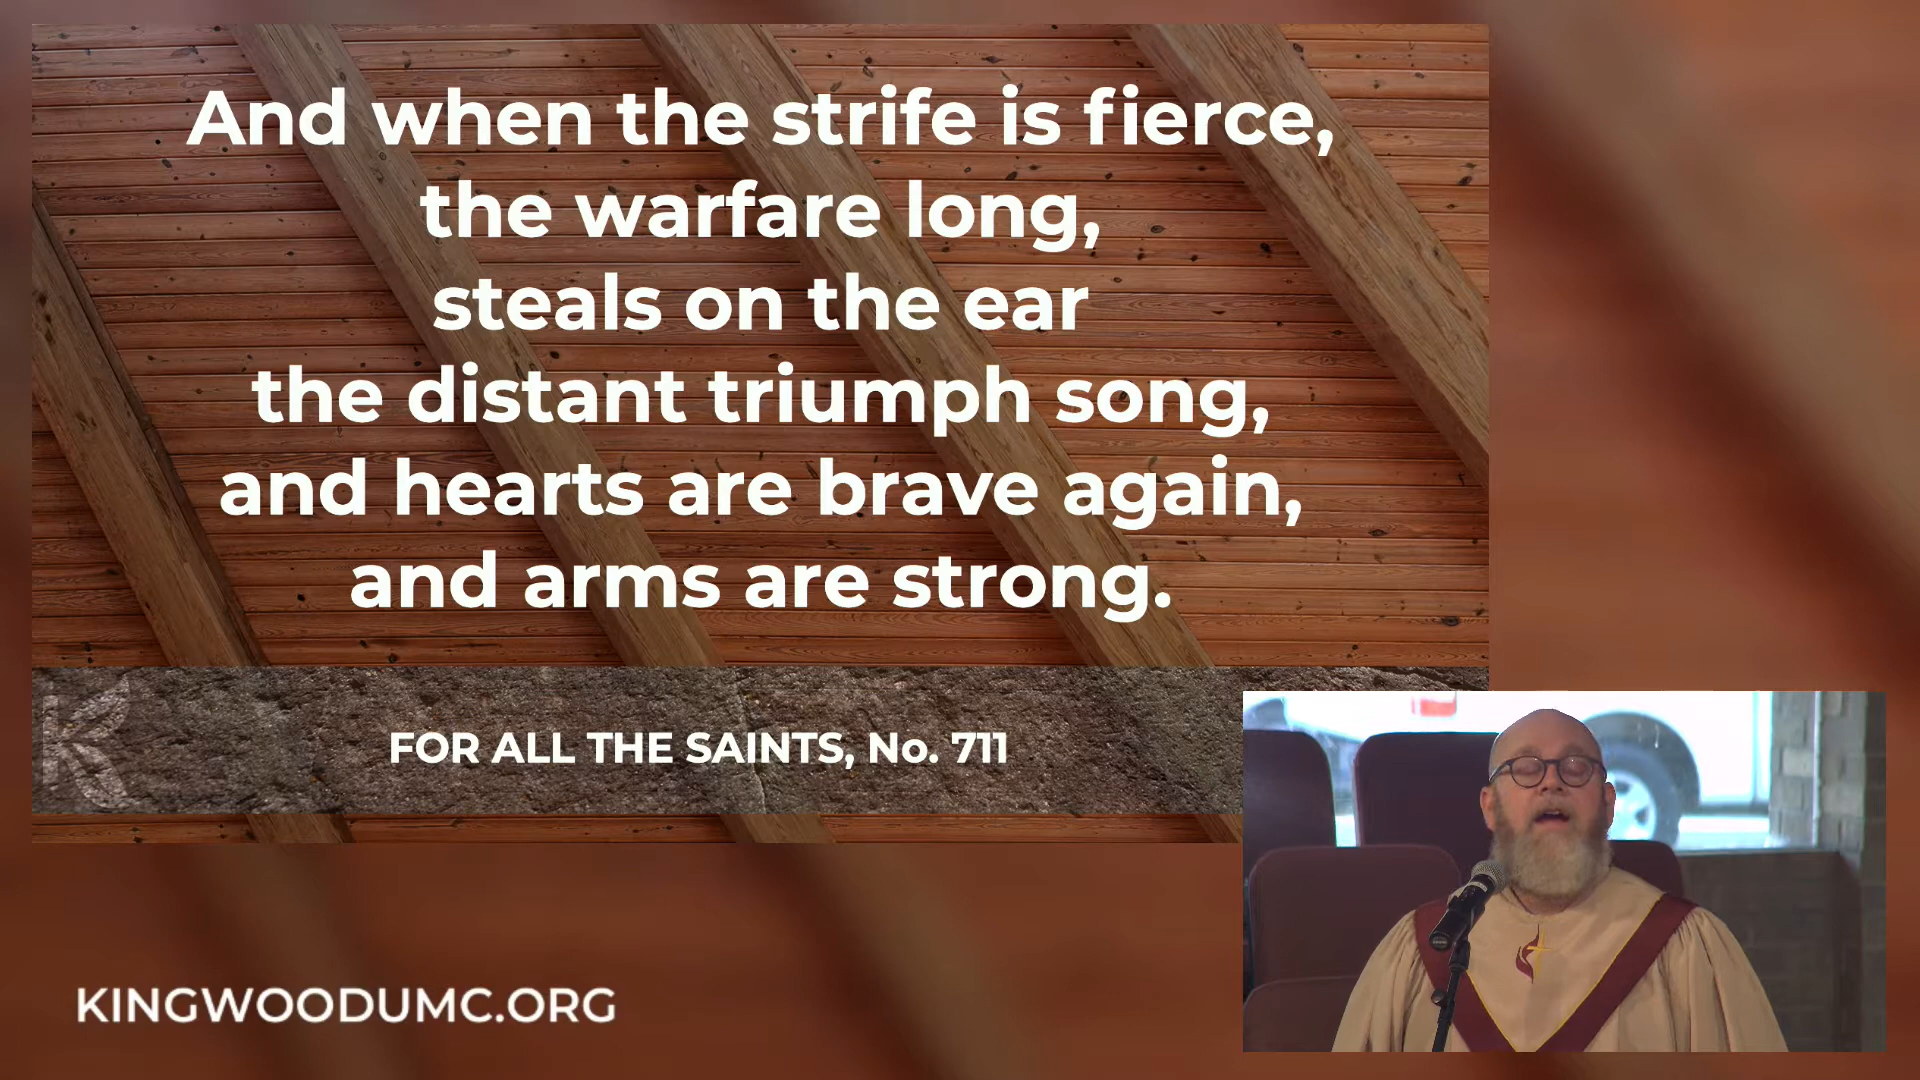 And when the strife is fierce,
the warfare long,
steals on the ear
the distant triumph song,
and hearts are brave again,
and arms are strong.
FOR ALL THE SAINTS, No. 711
KINGWOODUMC.ORG